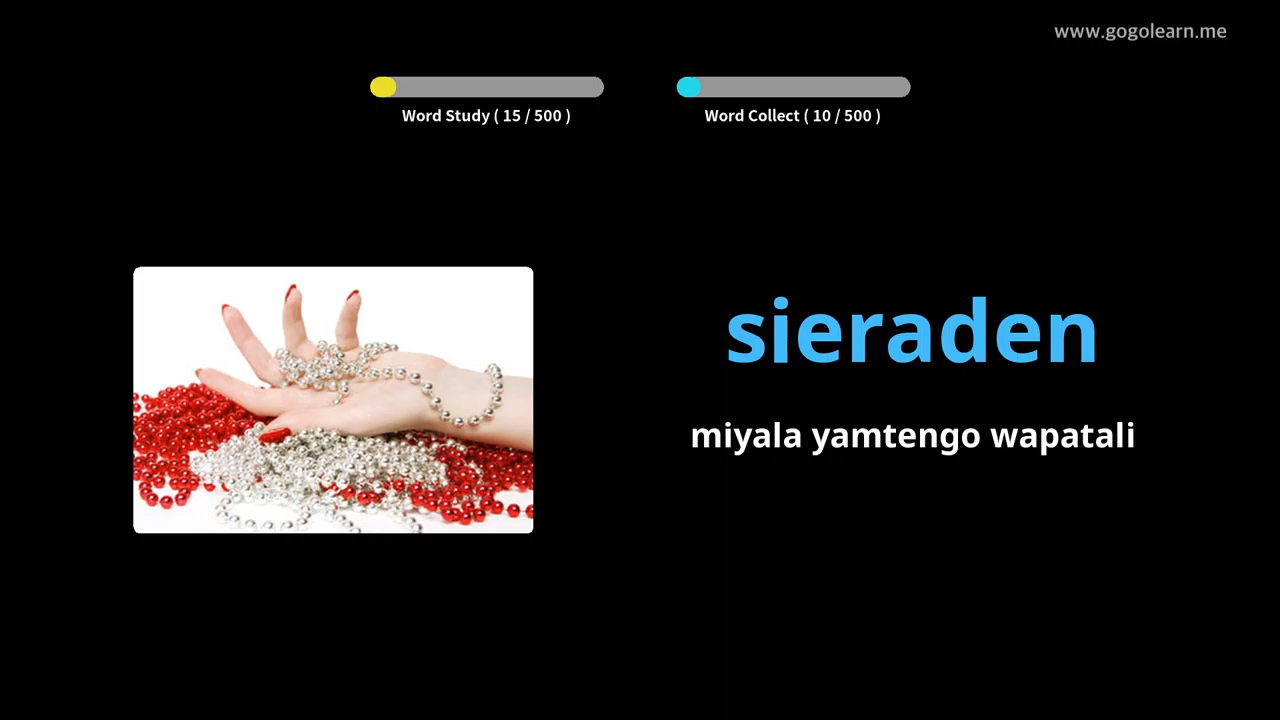 www.gogolearn.me
Word Study ( 15 / 500 )
Word Collect ( 10 / 500 )
sieraden
miyala yamtengo wapatali